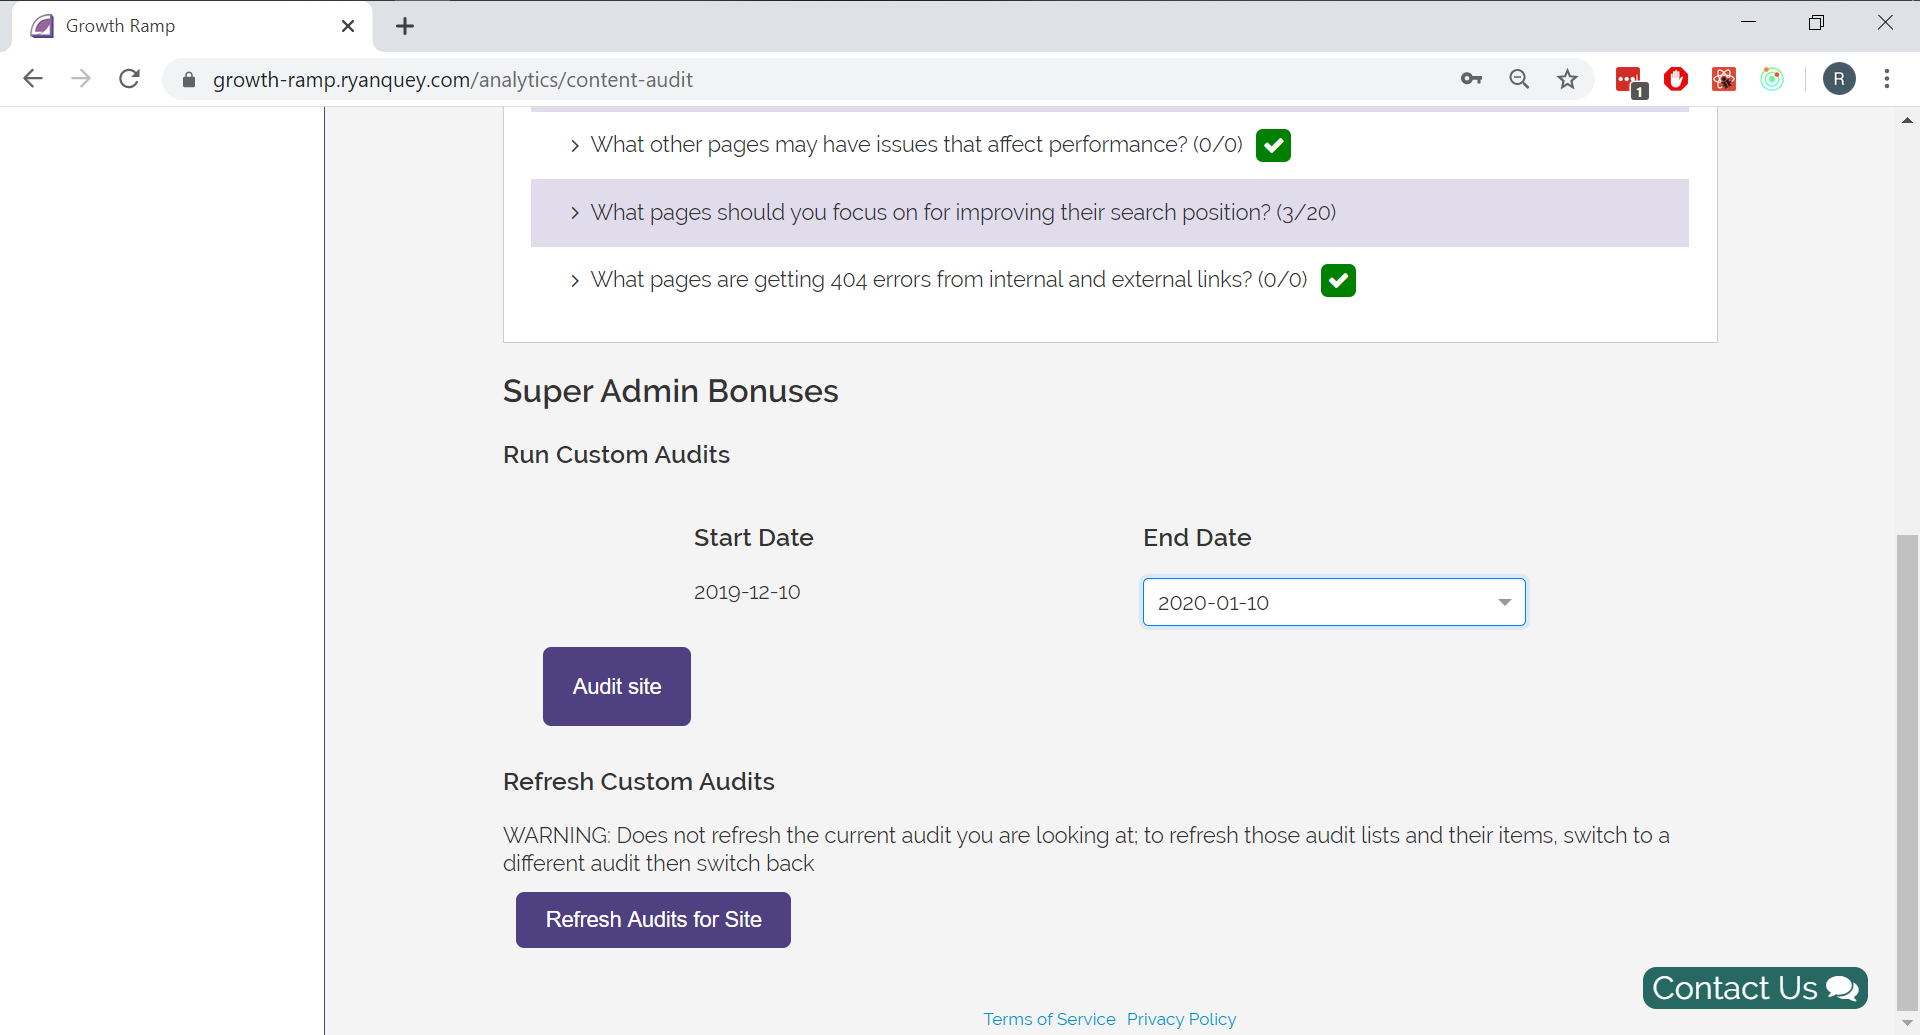 Growth Ramp
growth-ramp.ryanquey.com/analytics/content-audit
1
R
What other pages may have issues that affect performance? (0/0)
What pages should you focus on for improving their search position? (3/20)
What pages are getting 404 errors from internal and external links? (0/0)
Super Admin Bonuses
Run Custom Audits
Start Date
End Date
2019-12-10
2020-01-10
Audit site
Refresh Custom Audits
WARNING: Does not refresh the current audit you are looking at; to refresh those audit lists and their items, switch to a
different audit then switch back
Refresh Audits for Site
Contact Us
Terms of Service Privacy Policy